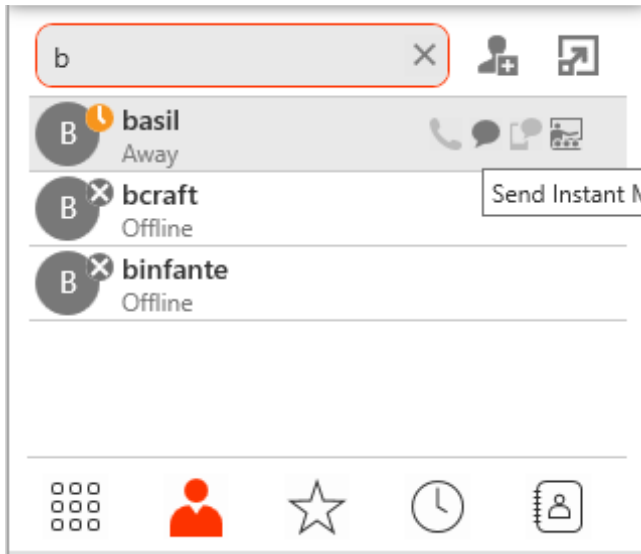 b
B
basil
Away
Send Instant
B
bcraft
Offline
B
binfante
Offline